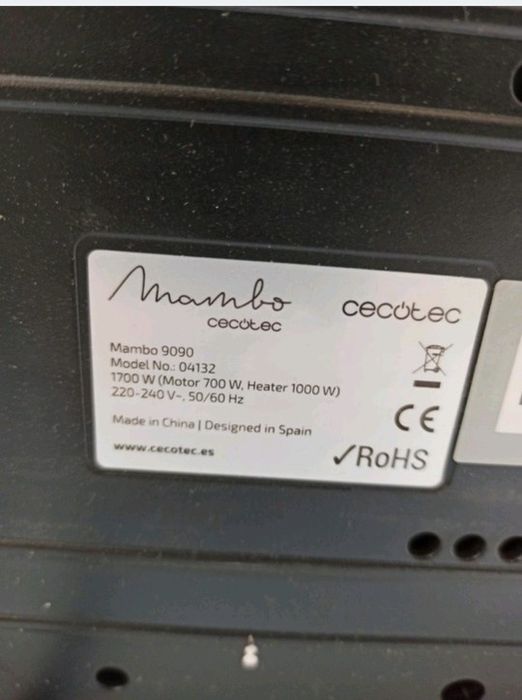 Mambo
cecotec
cecotec
Mambo 9090
Model No.: 04132
1700 W (Motor 700 W, Heater 1000 W)
220-240 V~, 50/60 Hz
Made in China | Designed in Spain
www.cecotec.es
CE
✓RoHS